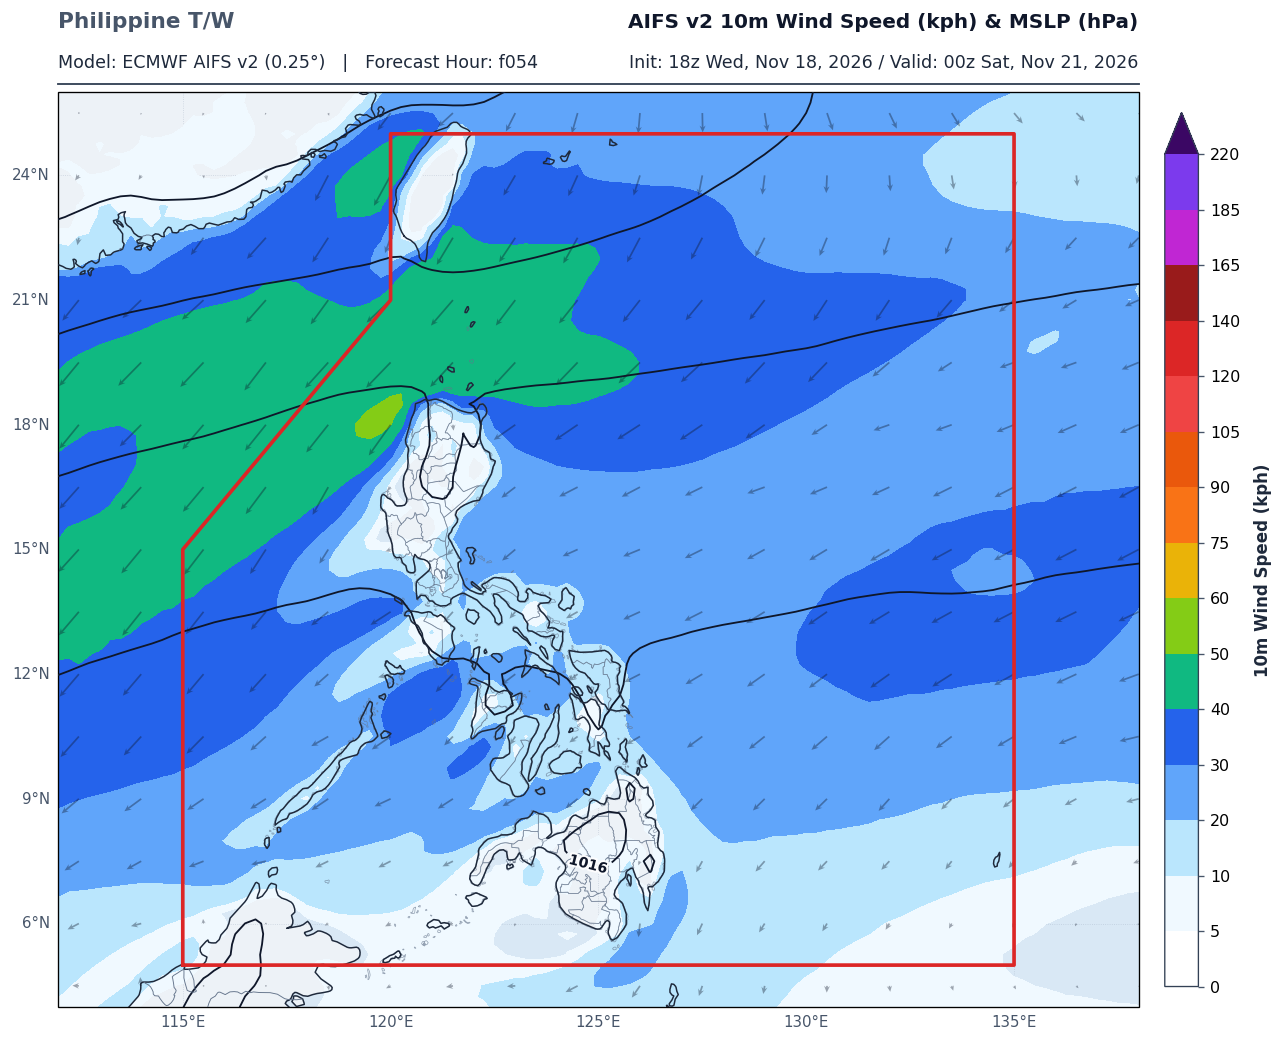 Philippine T/W
AIFS v2 10m Wind Speed (kph) & MSLP (hPa)
Model: ECMWF AIFS v2 (0.25°) | Forecast Hour: f054
Init: 18z Wed, Nov 18, 2026 / Valid: 00z Sat, Nov 21, 2026
24°N
21°N
18°N
15°N
12°N
9°N
6°N
1016
115°E
120°E
125°E
130°E
135°E
220
185
165
140
120
105
90
75
60
50
40
30
20
10
5
0
10m Wind Speed (kph)